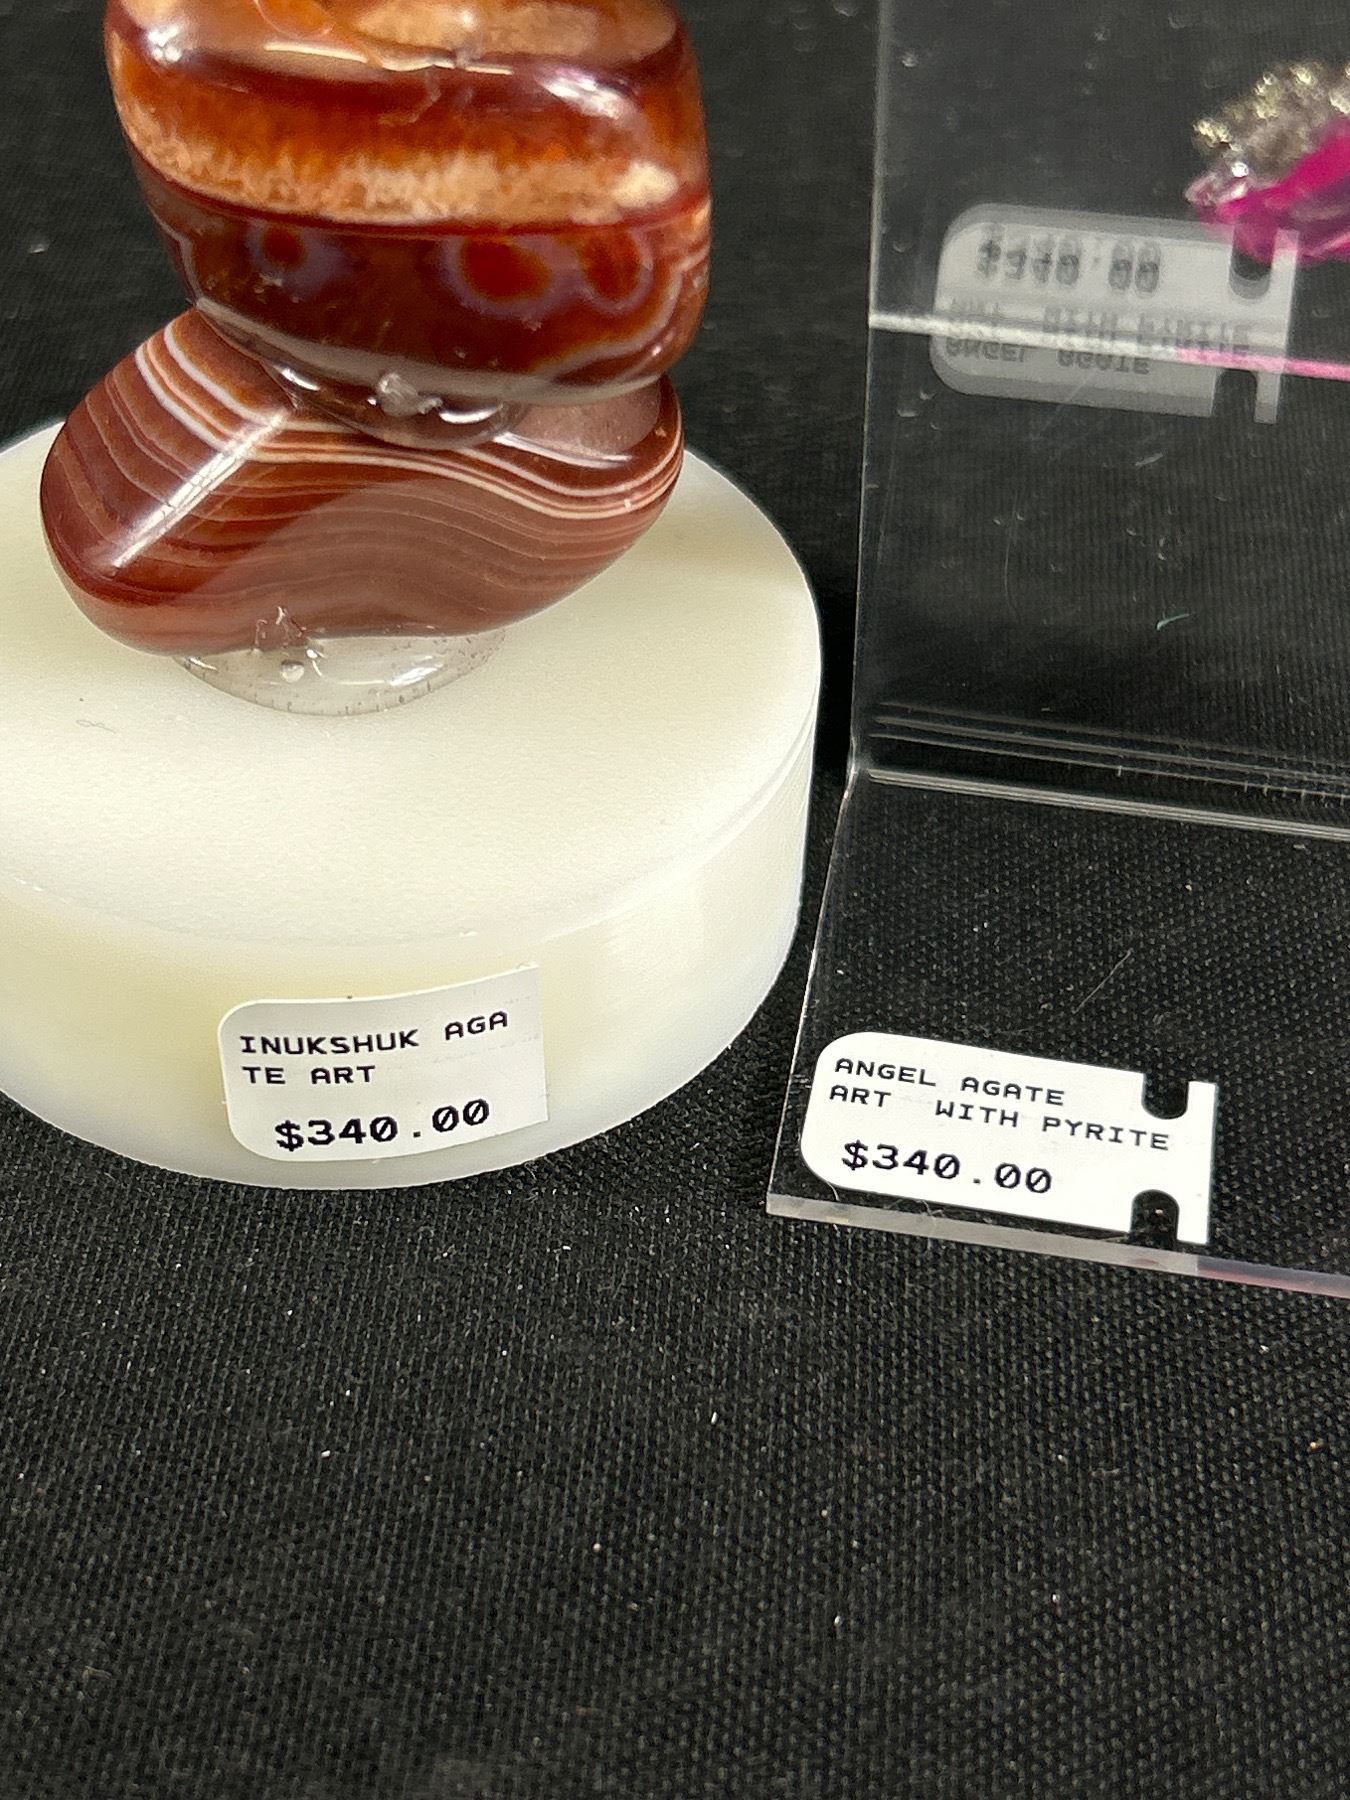 INUKSHUK AGA
TE ART
$340.00
ANGEL AGATE
ART WITH PYRITE
$340.00